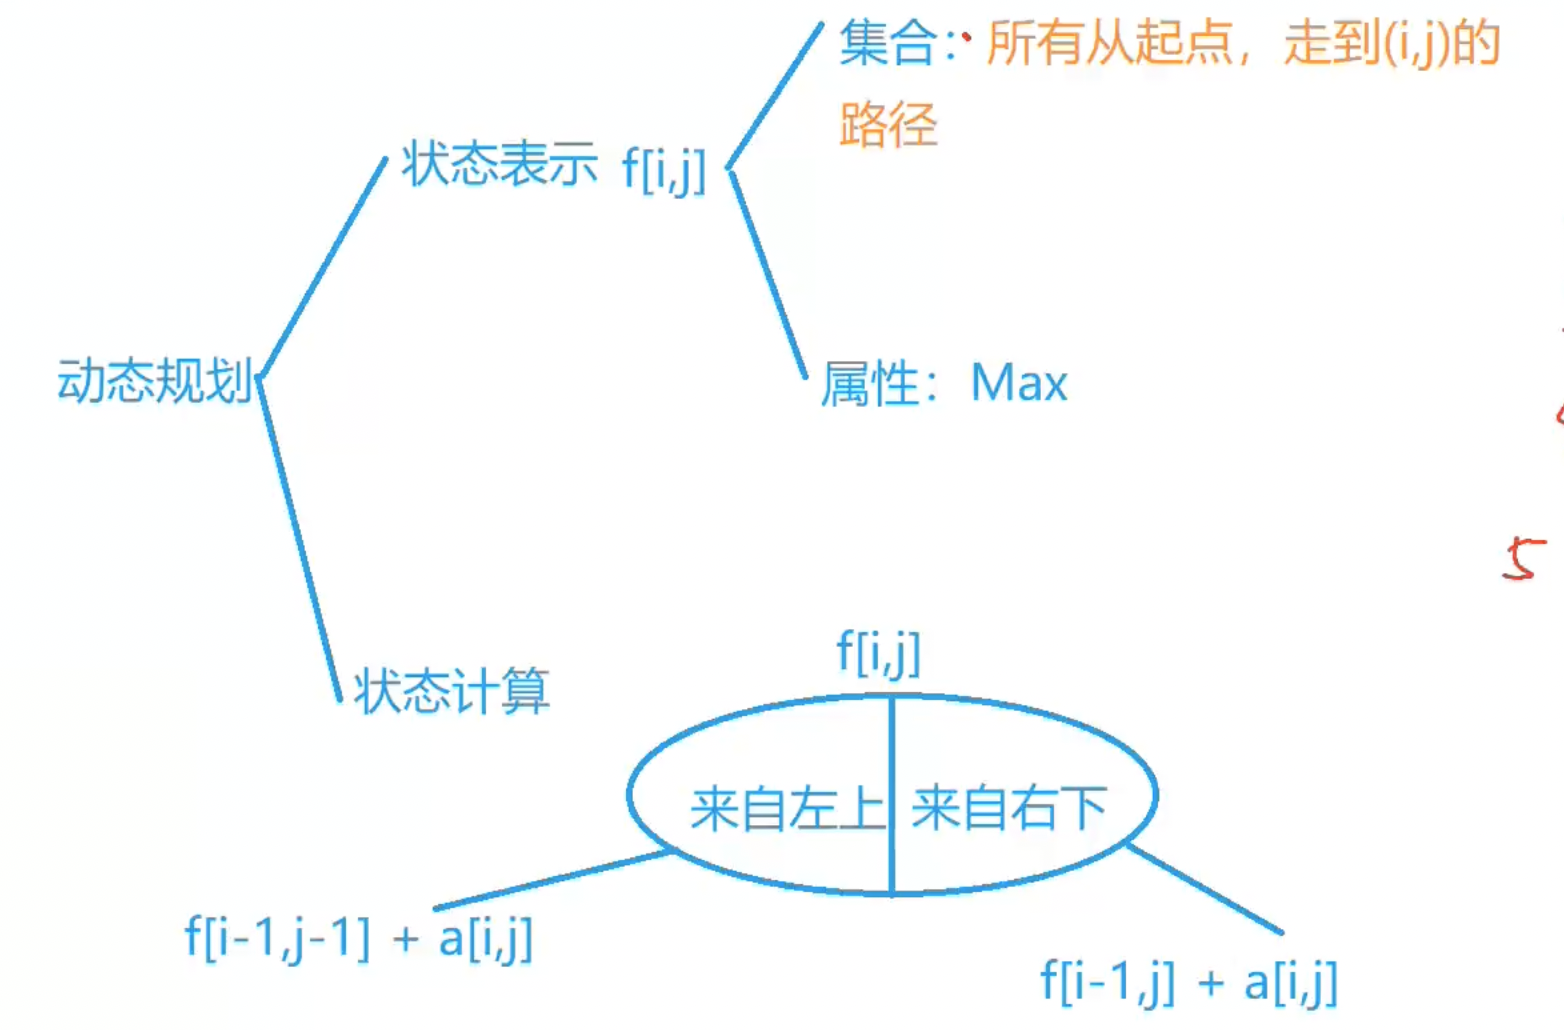 集合：所有从起点，走到(i,j)的
路径
状态表示 f[i,j]
动态规划
属性：Max
5
f[i,j]
状态计算
来自左上 来自右下
f[i-1,j-1] + a[i,j]
f[i-1,j] + a[i,j]